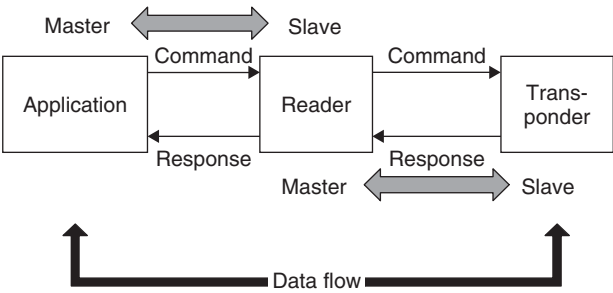 Master
Slave
Command
Command
Application
Reader
Trans-
ponder
Response
Response
Master
Slave
Data flow